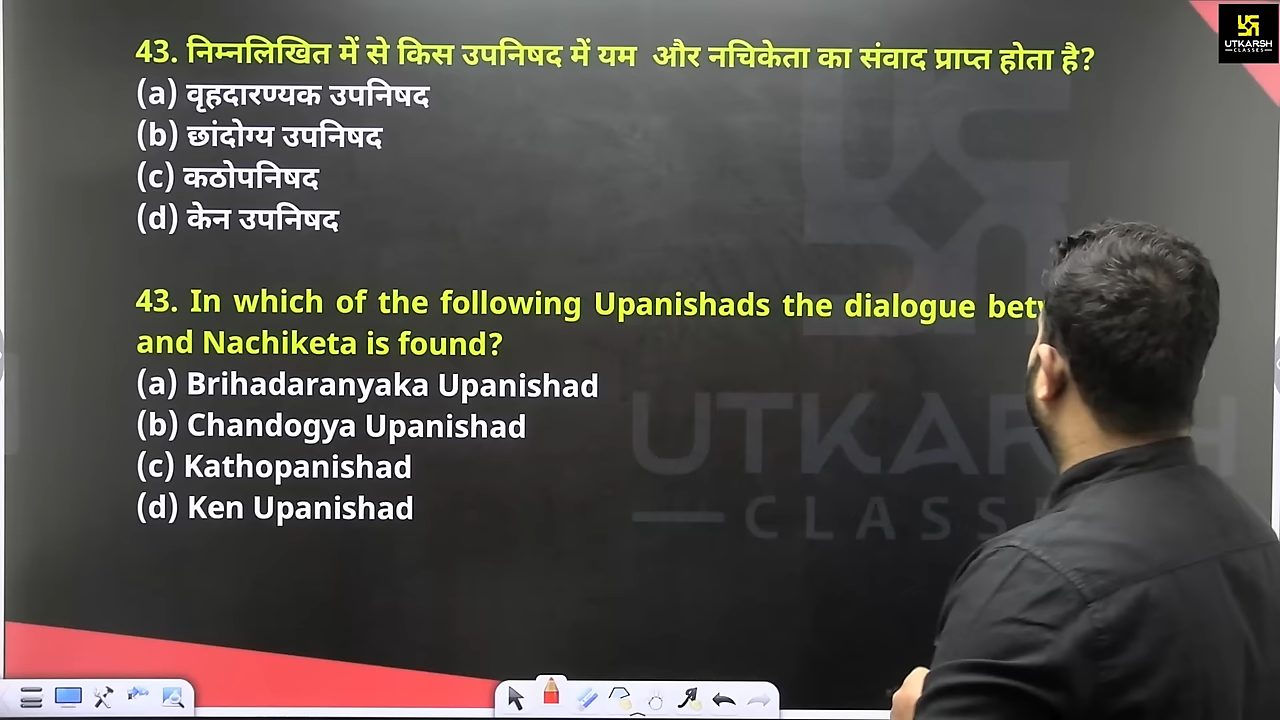 43. निम्नलिखित में से किस उपनिषद में यम और नचिकेता का संवाद प्राप्त होता है?
(a) वृहदारण्यक उपनिषद
(b) छांदोग्य उपनिषद
(c) कठोपनिषद
(d) केन उपनिषद
43. In which of the following Upanishads the dialogue
and Nachiketa is found?
(a) Brihadaranyaka Upanishad
(b) Chandogya Upanishad
(c) Kathopanishad
(d) Ken Upanishad
UTKARSH
CLASSES
UTKARSH
CLASSES